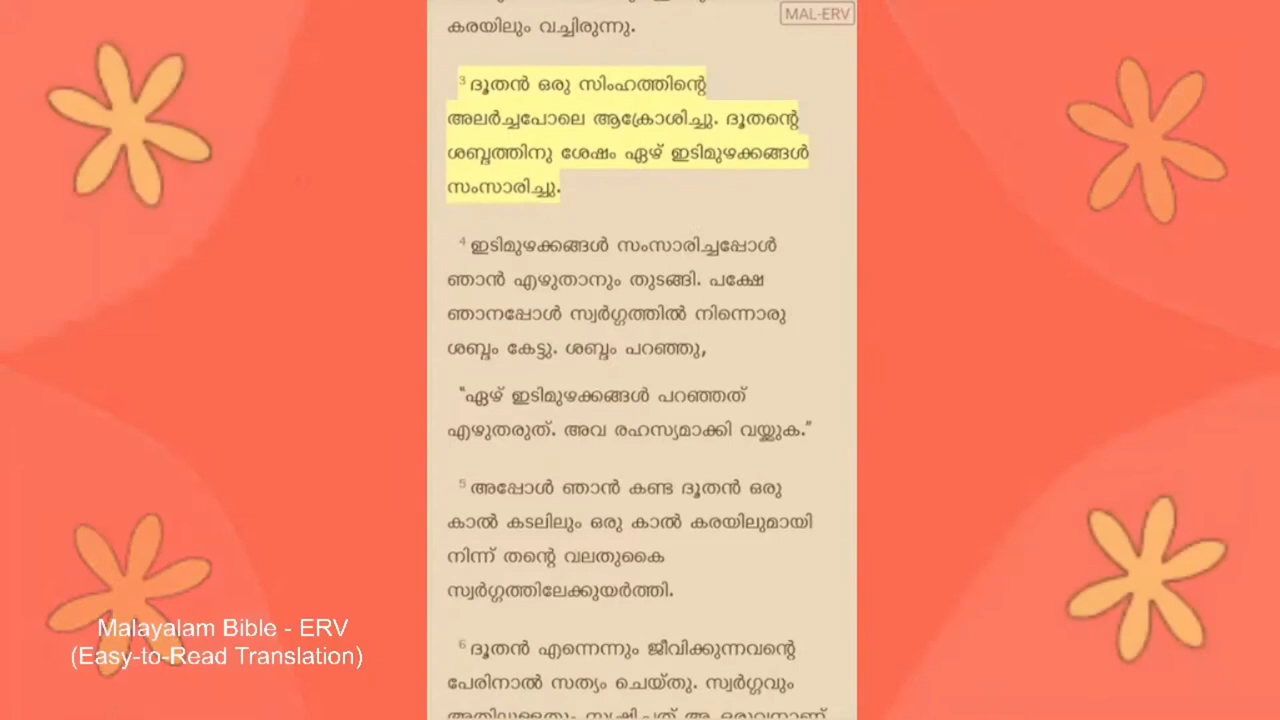 MAL-ERV
കരയിലും വച്ചിരുന്നു.
3 ദൂതൻ ഒരു സിംഹത്തിന്റെ
അലർച്ചപോലെ ആക്രോശിച്ചു. ദൂതന്റെ
ശബ്ദത്തിനു ശേഷം ഏഴ് ഇടിമുഴക്കങ്ങൾ
സംസാരിച്ചു.
4 ഇടിമുഴക്കങ്ങൾ സംസാരിച്ചപ്പോൾ
ഞാൻ എഴുതാനും തുടങ്ങി. പക്ഷേ
ഞാനപ്പോൾ സ്വർഗ്ഗത്തിൽ നിന്നൊരു
ശബ്ദം കേട്ടു. ശബ്ദം പറഞ്ഞു,
“ഏഴ് ഇടിമുഴക്കങ്ങൾ പറഞ്ഞത്
എഴുതരുത്. അവ രഹസ്യമാക്കി വയ്ക്കുക.”
5 അപ്പോൾ ഞാൻ കണ്ട ദൂതൻ ഒരു
കാൽ കടലിലും ഒരു കാൽ കരയിലുമായി
നിന്ന് തന്റെ വലതുകൈ
സ്വർഗ്ഗത്തിലേക്കുയർത്തി.
6 ദൂതൻ എന്നെന്നും ജീവിക്കുന്നവന്റെ
പേരിനാൽ സത്യം ചെയ്തു. സ്വർഗ്ഗവും
Malayalam Bible - ERV
(Easy-to-Read Translation)